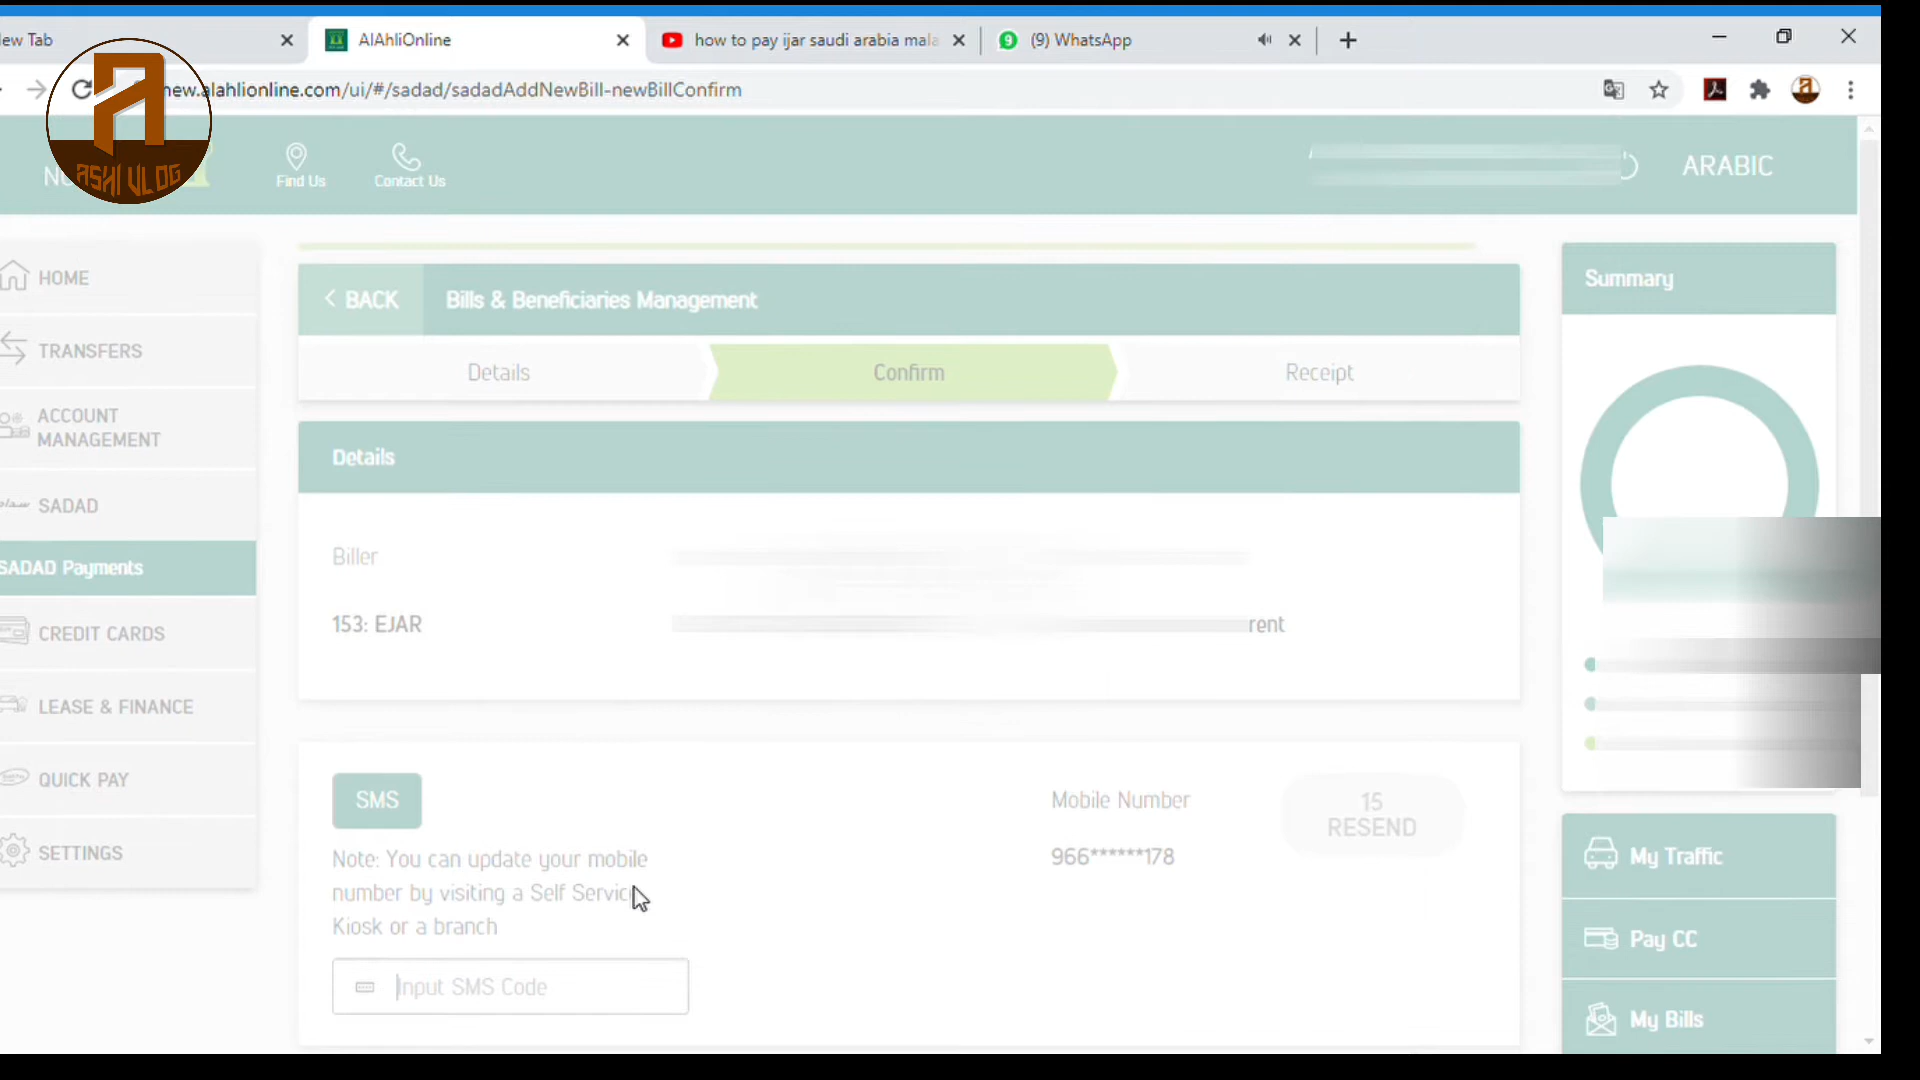 ew Tab
AlAhliOnline
how to pay ijar saudi arabia mala
9
(9) WhatsApp
new.alahlionline.com/ui/#/sadad/sadadAddNewBill-newBillConfirm
ASHI VLOG
Find Us
Contact Us
ARABIC
HOME
TRANSFERS
ACCOUNT
MANAGEMENT
SADAD
SADAD Payments
CREDIT CARDS
LEASE & FINANCE
QUICK PAY
SETTINGS
BACK
Bills & Beneficiaries Management
Details
Confirm
Receipt
Details
Biller
153: EJAR
rent
SMS
Note: You can update your mobile
number by visiting a Self Servic
Kiosk or a branch
Input SMS Code
Mobile Number
966******178
15
RESEND
Summary
My Traffic
Pay CC
My Bills